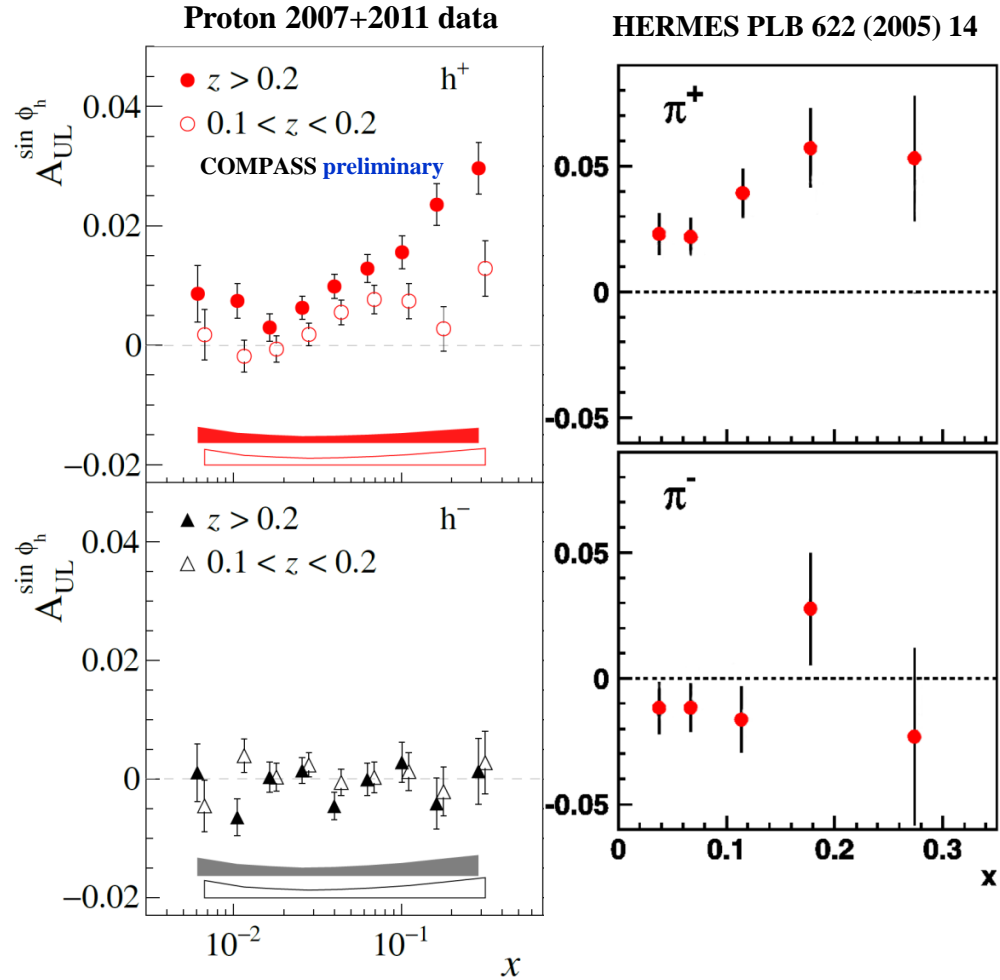 Proton 2007+2011 data
A_UL^{sin ϕ_h}
0.04
0.02
0
−0.02
z > 0.2
h⁺
0.1 < z < 0.2
COMPASS preliminary
A_UL^{sin ϕ_h}
0.04
0.02
0
−0.02
z > 0.2
h⁻
0.1 < z < 0.2
10⁻²
10⁻¹
x
HERMES PLB 622 (2005) 14
π⁺
0.05
0
-0.05
π⁻
0.05
0
-0.05
0
0.1
0.2
0.3
x